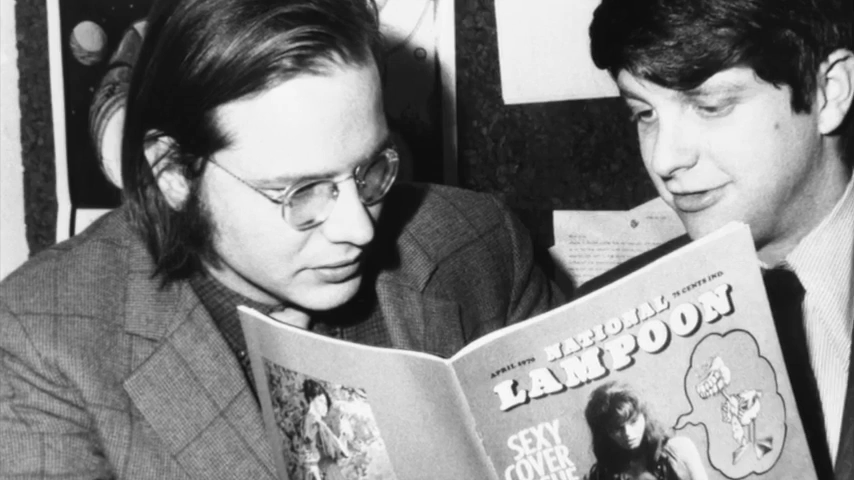 APRIL 1970
75 CENTS
NATIONAL
LAMPOON
SEXY
COVER